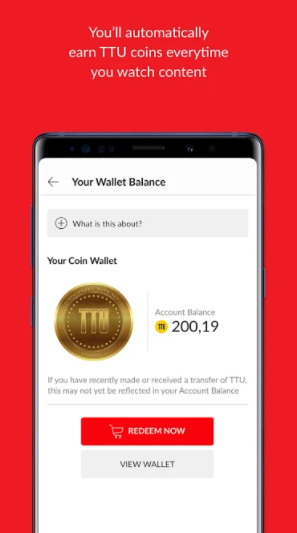 You'll automatically
earn TTU coins everytime
you watch content
Your Wallet Balance
What is this about?
Your Coin Wallet
TTU
Account Balance
TTU 200,19
If you have recently made or received a transfer of TTU,
this may not yet be reflected in your Account Balance
REDEEM NOW
VIEW WALLET